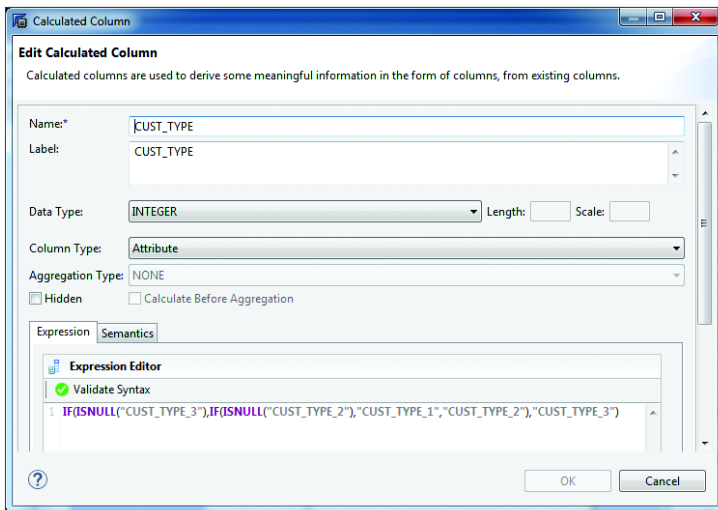 Calculated Column
Edit Calculated Column
Calculated columns are used to derive some meaningful information in the form of columns, from existing columns.
Name:* CUST_TYPE
Label: CUST_TYPE
Data Type: INTEGER Length: Scale:
Column Type: Attribute
Aggregation Type: NONE
Hidden Calculate Before Aggregation
Expression Semantics
Expression Editor
Validate Syntax
1 IF(ISNULL("CUST_TYPE_3"),IF(ISNULL("CUST_TYPE_2"),"CUST_TYPE_1","CUST_TYPE_2"),"CUST_TYPE_3")
? OK Cancel